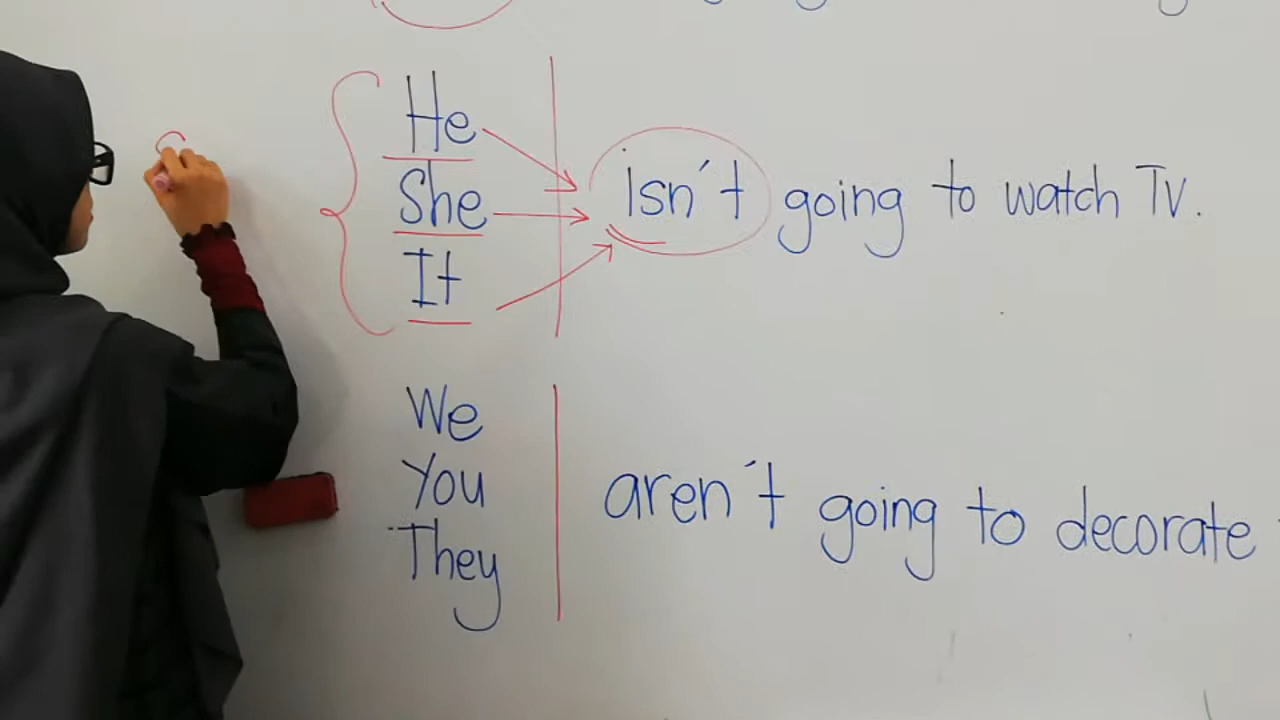 He
She
It
isn't going to watch TV.
We
You
They
aren't going to decorate